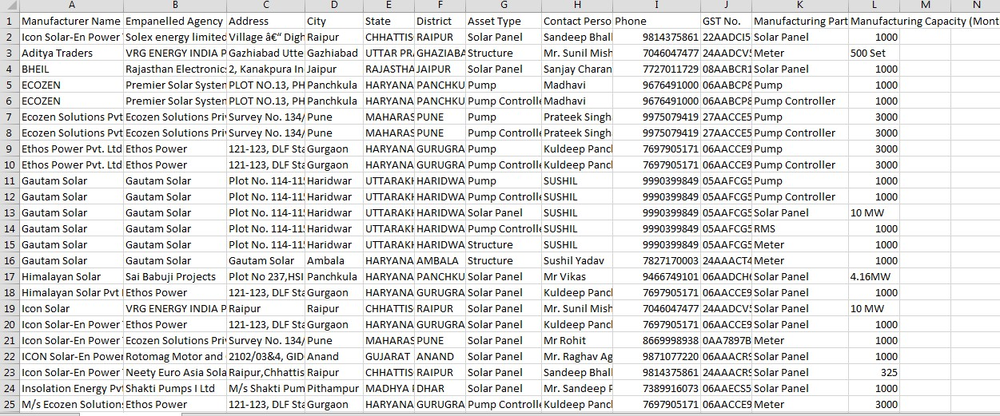 A B C D E F G H I J K L M N
1 Manufacturer Name Empanelled Agency Address City State District Asset Type Contact Perso Phone GST No. Manufacturing Part Manufacturing Capacity (Mont
2 Icon Solar-En Power Solex energy limited Village â€“ Digh Raipur CHHATTIS RAIPUR Solar Panel Sandeep Bhall 9814375861 22AADCI5 Solar Panel 1000
3 Aditya Traders VRG ENERGY INDIA P Gazhiabad Utte Gazhiabad UTTAR PR GHAZIABA Structure Mr. Sunil Mish 7046047477 24AADCV Meter 500 Set
4 BHEIL Rajasthan Electronic 2, Kanakpura In Jaipur RAJASTHA JAIPUR Solar Panel Sanjay Charan 7727011729 08AABCR1 Solar Panel 1000
5 ECOZEN Premier Solar System PLOT NO.13, PH Panchkula HARYANA PANCHKU Pump Madhavi 9676491000 06AABCP8 Pump 1000
6 ECOZEN Premier Solar System PLOT NO.13, PH Panchkula HARYANA PANCHKU Pump Controlle Madhavi 9676491000 06AABCP8 Pump Controller 1000
7 Ecozen Solutions Pvt Ecozen Solutions Priv Survey No. 134/ Pune MAHARAS PUNE Pump Prateek Singh 9975079419 27AACCE5 Pump 3000
8 Ecozen Solutions Pvt Ecozen Solutions Priv Survey No. 134/ Pune MAHARAS PUNE Pump Controlle Prateek Singh 9975079419 27AACCE5 Pump Controller 3000
9 Ethos Power Pvt. Ltd Ethos Power 121-123, DLF Sta Gurgaon HARYANA GURUGRA Pump Kuldeep Panch 7697905171 06AACCE9 Pump 3000
10 Ethos Power Pvt. Ltd Ethos Power 121-123, DLF Sta Gurgaon HARYANA GURUGRA Pump Controlle Kuldeep Panch 7697905171 06AACCE9 Pump Controller 3000
11 Gautam Solar Gautam Solar Plot No. 114-115 Haridwar UTTARAKH HARIDWA Pump SUSHIL 9990399849 05AAFCG5 Pump 1000
12 Gautam Solar Gautam Solar Plot No. 114-115 Haridwar UTTARAKH HARIDWA Pump Controlle SUSHIL 9990399849 05AAFCG5 Pump Controller 1000
13 Gautam Solar Gautam Solar Plot No. 114-115 Haridwar UTTARAKH HARIDWA Solar Panel SUSHIL 9990399849 05AAFCG5 Solar Panel 10 MW
14 Gautam Solar Gautam Solar Plot No. 114-115 Haridwar UTTARAKH HARIDWA Pump Controlle SUSHIL 9990399849 05AAFCG5 RMS 1000
15 Gautam Solar Gautam Solar Plot No. 114-115 Haridwar UTTARAKH HARIDWA Structure SUSHIL 9990399849 05AAFCG5 Meter 1000
16 Gautam Solar Gautam Solar Gautam Solar Ambala HARYANA AMBALA Structure Sushil Yadav 7827170003 24AAACT4 Meter 1000
17 Himalayan Solar Sai Babuji Projects Plot No 237,HSI Panchkula HARYANA PANCHKU Solar Panel Mr Vikas 9466749101 06AADCH6 Solar Panel 4.16MW
18 Himalayan Solar Pvt Ethos Power 121-123, DLF Sta Gurgaon HARYANA GURUGRA Solar Panel Kuldeep Panch 7697905171 06AACCE9 Solar Panel 1000
19 Icon Solar VRG ENERGY INDIA P Raipur Raipur CHHATTIS RAIPUR Solar Panel Mr. Sunil Mish 7046047477 24AADCV Solar Panel 10 MW
20 Icon Solar-En Power Ethos Power 121-123, DLF Sta Gurgaon HARYANA GURUGRA Solar Panel Kuldeep Panch 7697905171 06AACCE9 Solar Panel 1000
21 Icon Solar-En Power Ecozen Solutions Priv Survey No. 134/ Pune MAHARAS PUNE Solar Panel Mr Rohit 8669998938 0AA7897B Meter 1000
22 ICON Solar-En Power Rotomag Motor and 2102/03&4, GID Anand GUJARAT ANAND Solar Panel Mr. Raghav Ag 9871077220 06AAACR Solar Panel 1000
23 Icon Solar-En Power Neety Euro Asia Sola Raipur,Chhattis Raipur CHHATTIS RAIPUR Solar Panel Sandeep Bhall 9814375861 24AAACR Solar Panel 325
24 Insolation Energy Pvt Shakti Pumps I Ltd M/s Shakti Pum Pithampur MADHYA DHAR Solar Panel Mr. Sandeep P 7389916073 06AAECS5 Solar Panel 1000
25 M/s Ecozen Solutions Ethos Power 121-123, DLF Sta Gurgaon HARYANA GURUGRA Pump Controlle Kuldeep Panch 7697905171 06AACCE9 Meter 3000